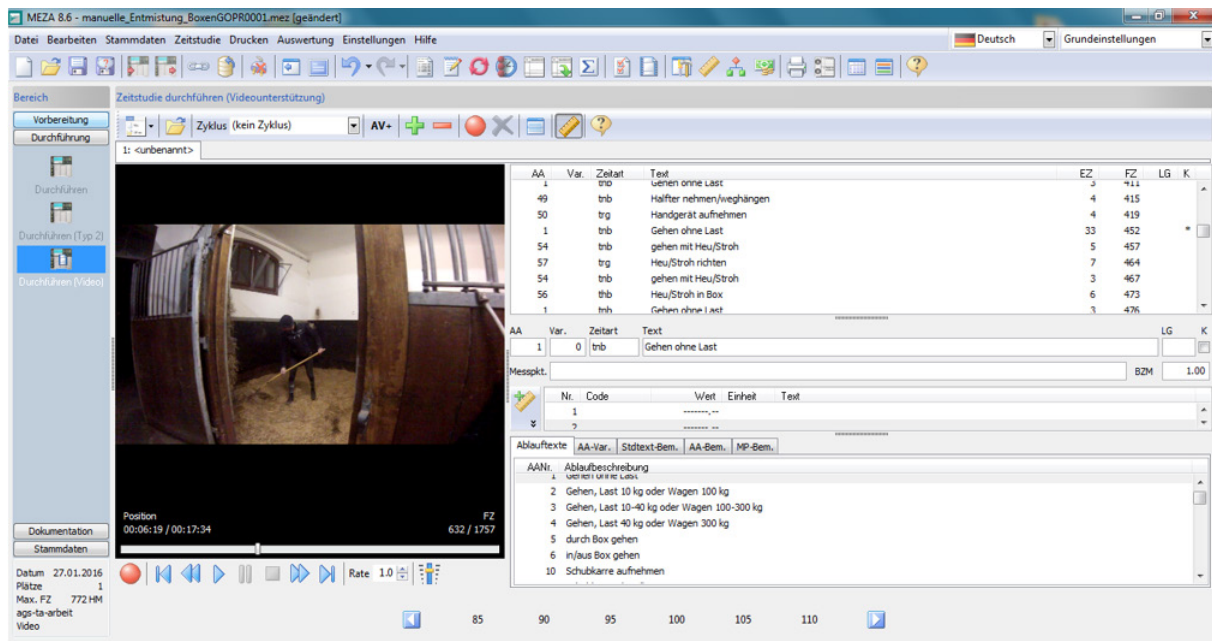 MEZA 8.6 - manuelle_Entmistung_BoxenGOPR0001.mez [geändert]
Datei Bearbeiten Stammdaten Zeitstudie Drucken Auswertung Einstellungen Hilfe
Deutsch
Grundeinstellungen
Bereich
Zeitstudie durchführen (Videounterstützung)
Vorbereitung
Durchführung
Durchführen
Durchführen (Typ 2)
Durchführen (Video)
Dokumentation
Stammdaten
Datum 27.01.2016
Plätze 1
Max. FZ 772 HM
ags-ta-arbeit
Video
Zyklus (kein Zyklus) AV+
1: <unbenannt>
Position FZ
00:06:19 / 00:17:34 632 / 1757
Rate 1.0
AA Var. Zeitart Text EZ FZ LG K
1 tnb Gehen ohne Last 3 411
49 tnb Halfter nehmen/weghängen 4 415
50 trg Handgerät aufnehmen 4 419
1 tnb Gehen ohne Last 33 452 *
54 tnb gehen mit Heu/Stroh 5 457
57 trg Heu/Stroh richten 7 464
54 tnb gehen mit Heu/Stroh 3 467
56 thb Heu/Stroh in Box 6 473
1 tnb Gehen ohne Last 3 476
AA Var. Zeitart Text LG K
1 0 tnb Gehen ohne Last
Messpkt. BZM 1.00
Nr. Code Wert Einheit Text
1 -------,--
2 -------,--
Ablauftexte AA-Var. Stdtext-Bem. AA-Bem. MP-Bem.
AANr. Ablaufbeschreibung
1 Gehen ohne Last
2 Gehen, Last 10 kg oder Wagen 100 kg
3 Gehen, Last 10-40 kg oder Wagen 100-300 kg
4 Gehen, Last 40 kg oder Wagen 300 kg
5 durch Box gehen
6 in/aus Box gehen
10 Schubkarre aufnehmen
85 90 95 100 105 110